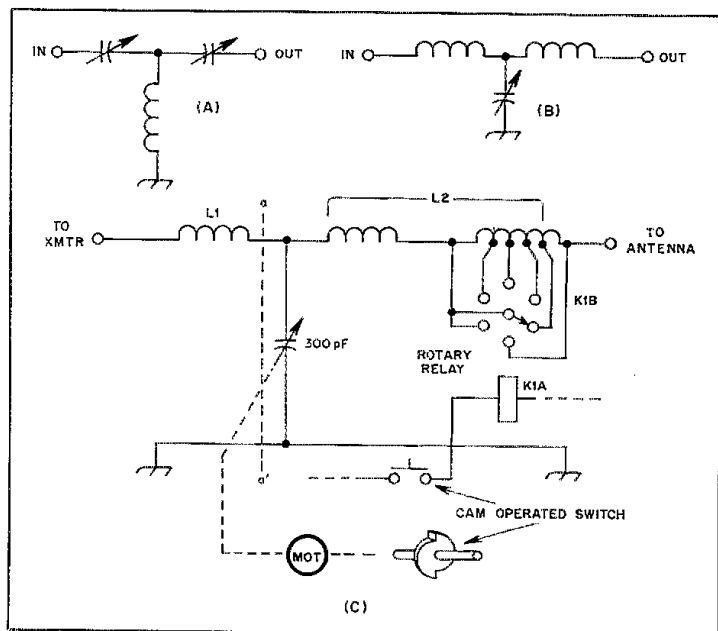 IN
OUT
(A)
IN
OUT
(B)
TO
XMTR
L1
a
L2
TO
ANTENNA
K1B
300 pF
ROTARY
RELAY
K1A
a'
CAM OPERATED SWITCH
MOT
(C)